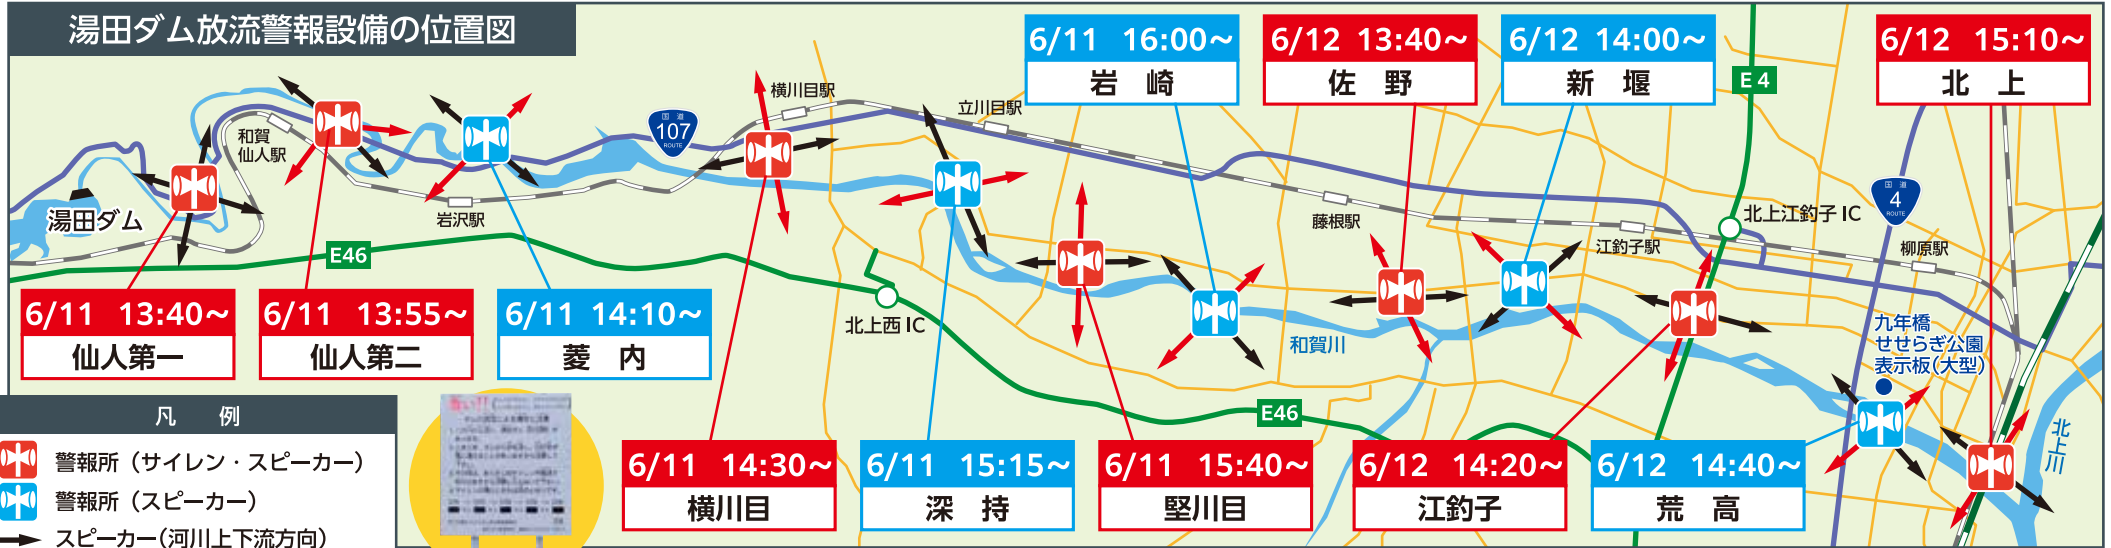 湯田ダム放流警報設備の位置図
6/11 16:00～
岩 崎
6/12 13:40～
佐 野
6/12 14:00～
新 堰
6/12 15:10～
北 上
E4
横川目駅
立川目駅
国道
107
ROUTE
和賀
仙人駅
岩沢駅
湯田ダム
E46
藤根駅
江釣子駅
北上江釣子 IC
国道
4
ROUTE
柳原駅
6/11 13:40～
仙人第一
6/11 13:55～
仙人第二
6/11 14:10～
菱 内
北上西 IC
和賀川
九年橋
せせらぎ公園
表示板(大型)
E46
北上川
凡 例
警報所（サイレン・スピーカー）
警報所（スピーカー）
スピーカー(河川上下流方向)
6/11 14:30～
横川目
6/11 15:15～
深 持
6/11 15:40～
堅川目
6/12 14:20～
江釣子
6/12 14:40～
荒 高